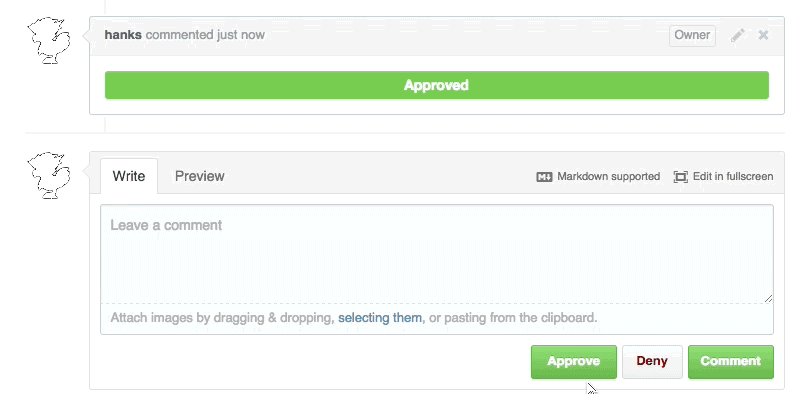 hanks commented just now Owner
Approved
Write Preview Markdown supported Edit in fullscreen
Leave a comment
Attach images by dragging & dropping, selecting them, or pasting from the clipboard.
Approve Deny Comment